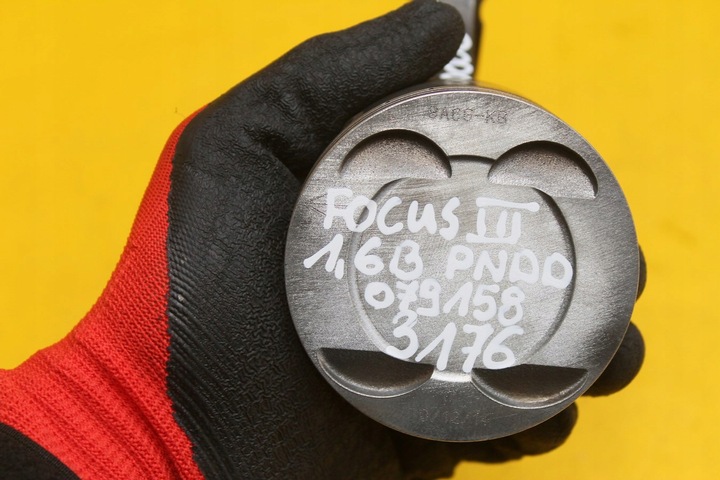 FOCUS III
1,6B PNDD
079158
3176